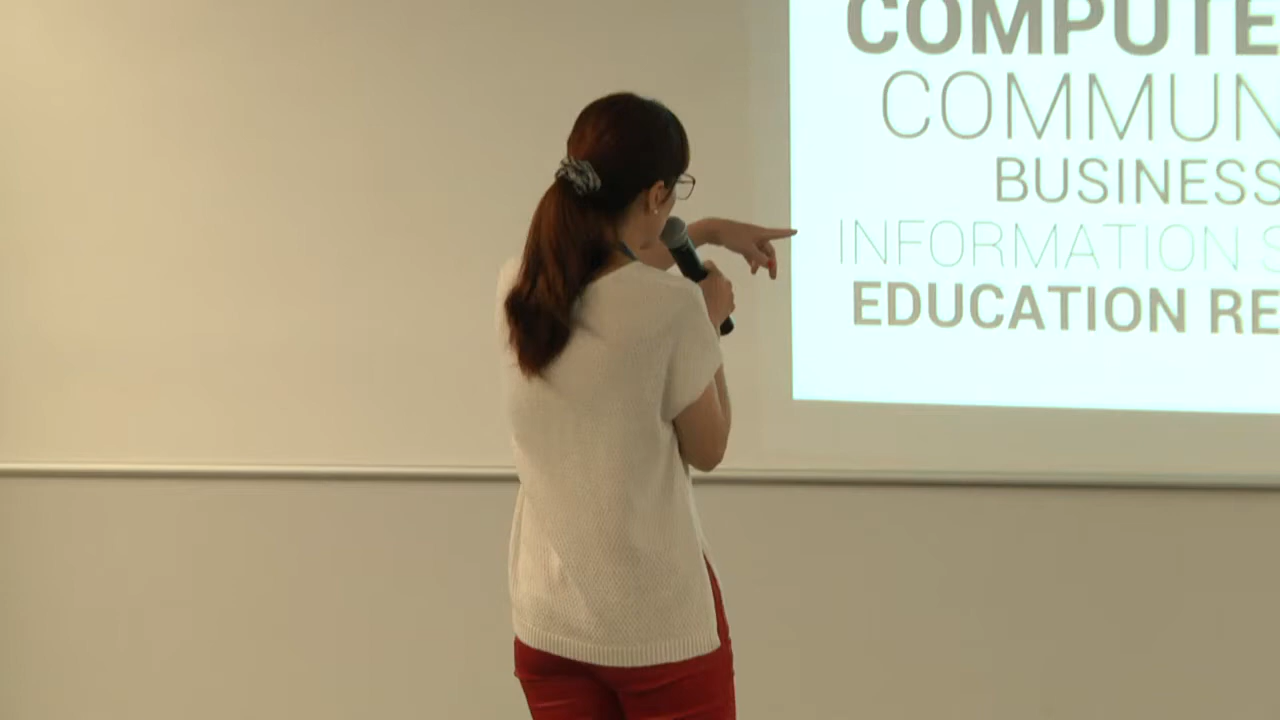 COMPUTE
COMMUN
BUSINESS
INFORMATION S
EDUCATION RE